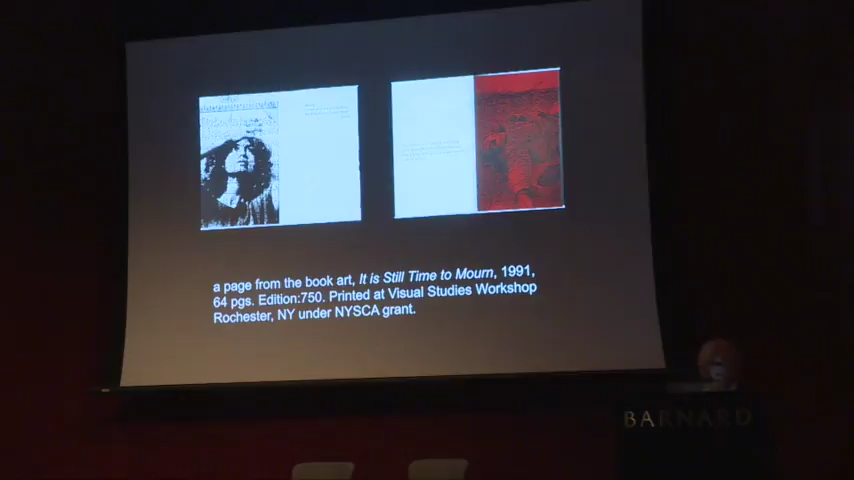 a page from the book art, It is Still Time to Mourn, 1991,
64 pgs. Edition:750. Printed at Visual Studies Workshop
Rochester, NY under NYSCA grant.
BARNARD